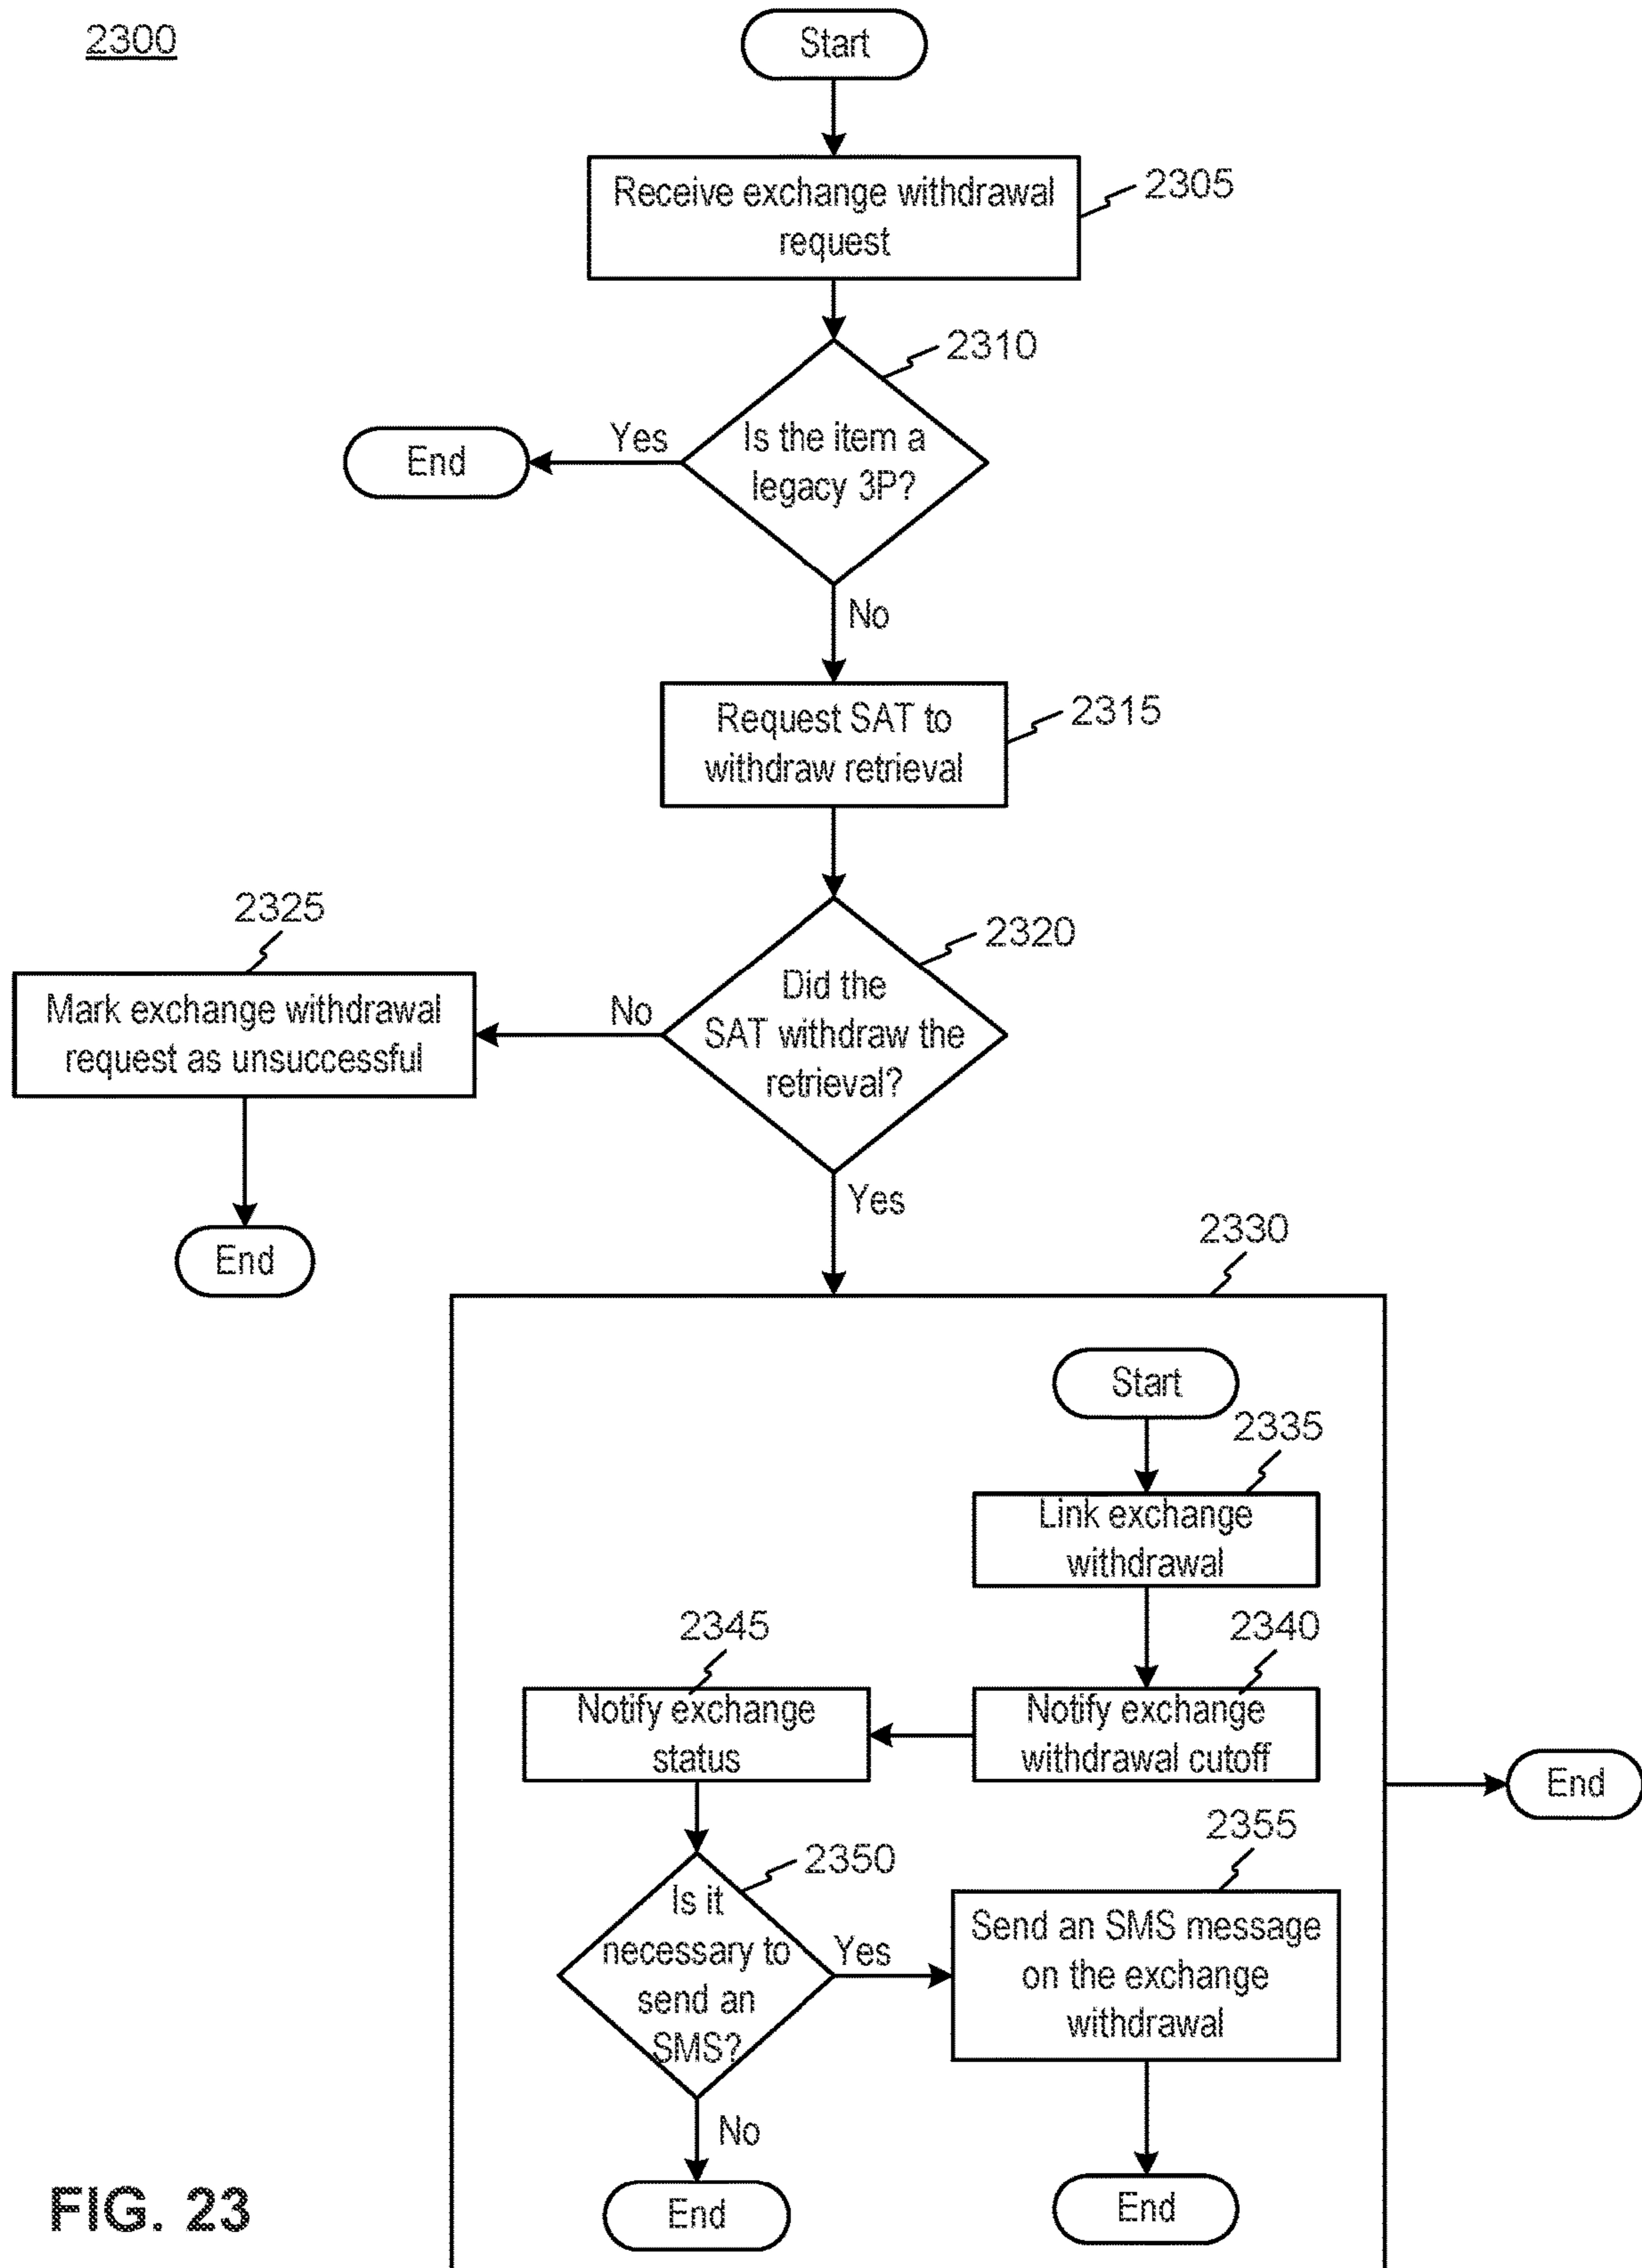 2300
Start
Receive exchange withdrawal
request
2305
2310
Is the item a
legacy 3P?
Yes
End
No
Request SAT to
withdraw retrieval
2315
2320
Did the
SAT withdraw the
retrieval?
No
2325
Mark exchange withdrawal
request as unsuccessful
End
Yes
2330
Start
2335
Link exchange
withdrawal
2340
Notify exchange
withdrawal cutoff
2345
Notify exchange
status
End
2350
Is it
necessary to
send an
SMS?
Yes
2355
Send an SMS message
on the exchange
withdrawal
No
End
End
FIG. 23